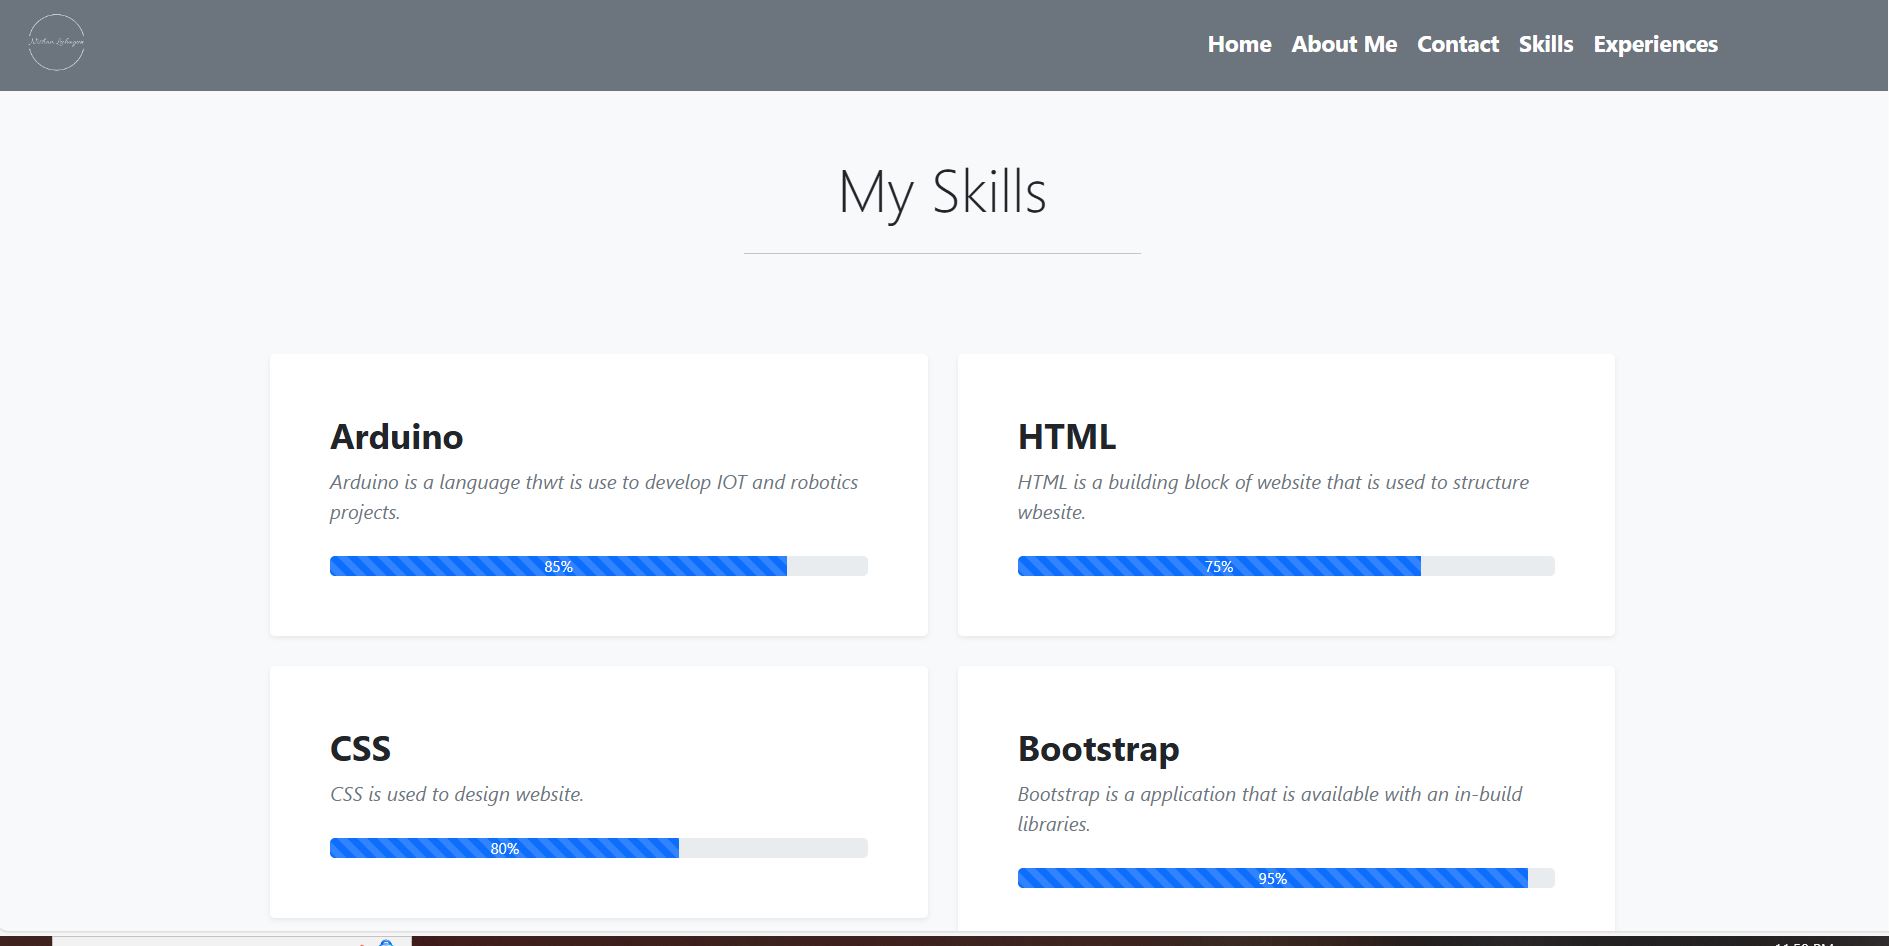 Home About Me Contact Skills Experiences
My Skills
Arduino
Arduino is a language thwt is use to develop IOT and robotics
projects.
85%
HTML
HTML is a building block of website that is used to structure
wbesite.
75%
CSS
CSS is used to design website.
80%
Bootstrap
Bootstrap is a application that is available with an in-build
libraries.
95%